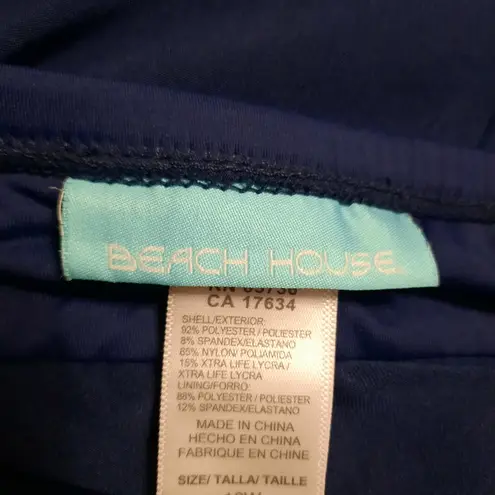 BEACH HOUSE
CA 17634
SHELL/EXTERIOR:
92% POLYESTER / POLIESTER
8% SPANDEX/ELASTANO
85% NYLON/ POLIAMIDA
15% XTRA LIFE LYCRA /
XTRA LIFE LYCRA
LINING/FORRO:
88% POLYESTER / POLIESTER
12% SPANDEX/ELASTANO
MADE IN CHINA
HECHO EN CHINA
FABRIQUE EN CHINE
SIZE/ TALLA/ TAILLE